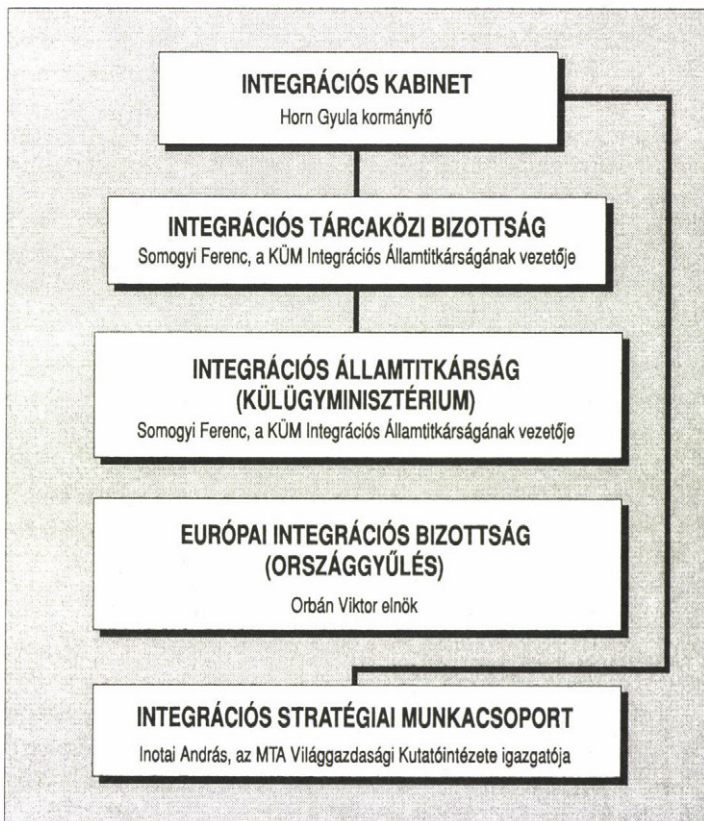 INTEGRÁCIÓS KABINET
Horn Gyula kormányfő
INTEGRÁCIÓS TÁRCAKÖZI BIZOTTSÁG
Somogyi Ferenc, a KÜM Integrációs Államtitkárságának vezetője
INTEGRÁCIÓS ÁLLAMTITKÁRSÁG
(KÜLÜGYMINISZTÉRIUM)
Somogyi Ferenc, a KÜM Integrációs Államtitkárságának vezetője
EURÓPAI INTEGRÁCIÓS BIZOTTSÁG
(ORSZÁGGYŰLÉS)
Orbán Viktor elnök
INTEGRÁCIÓS STRATÉGIAI MUNKACSOPORT
Inotai András, az MTA Világgazdasági Kutatóintézete igazgatója